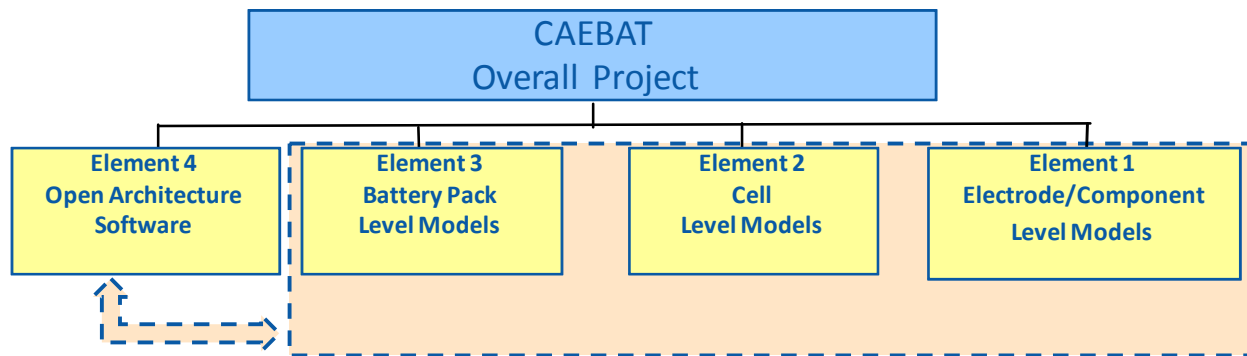 CAEBAT
Overall Project
Element 4
Open Architecture
Software
Element 3
Battery Pack
Level Models
Element 2
Cell
Level Models
Element 1
Electrode/Component
Level Models